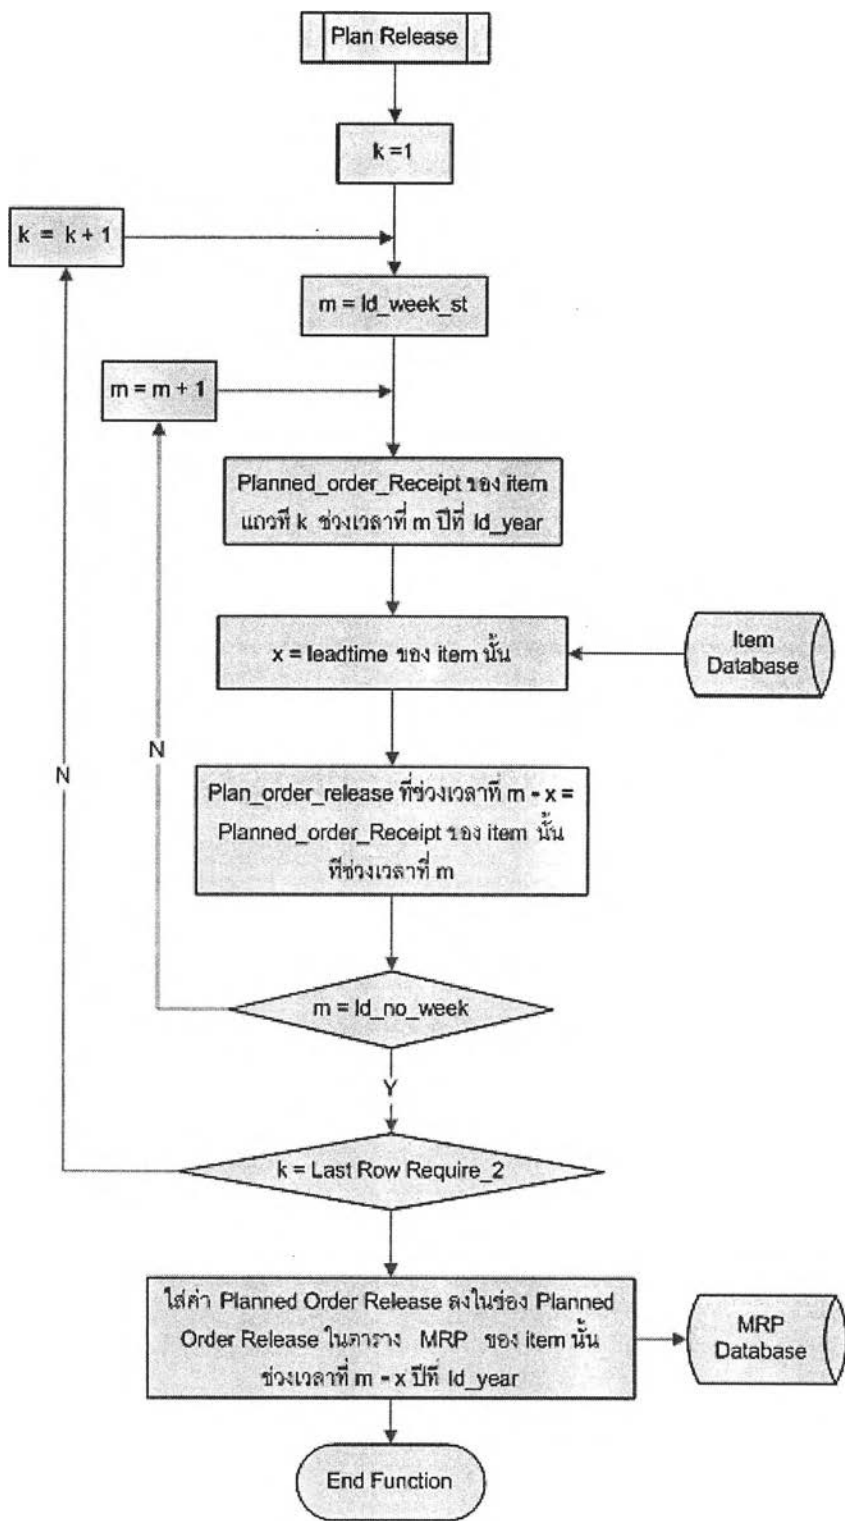 Plan Release
k =1
k = k + 1
m = ld_week_st
m = m + 1
Planned_order_Receipt ของ item
แถวที่ k ช่วงเวลาที่ m ปีที่ ld_year
x = leadtime ของ item นั้น
Item
Database
N
N
Plan_order_release ที่ช่วงเวลาที่ m - x =
Planned_order_Receipt ของ item นั้น
ที่ช่วงเวลาที่ m
m = ld_no_week
Y
k = Last Row Require_2
ใส่ค่า Planned Order Release ลงในช่อง Planned
Order Release ในตาราง MRP ของ item นั้น
ช่วงเวลาที่ m - x ปีที่ ld_year
MRP
Database
End Function